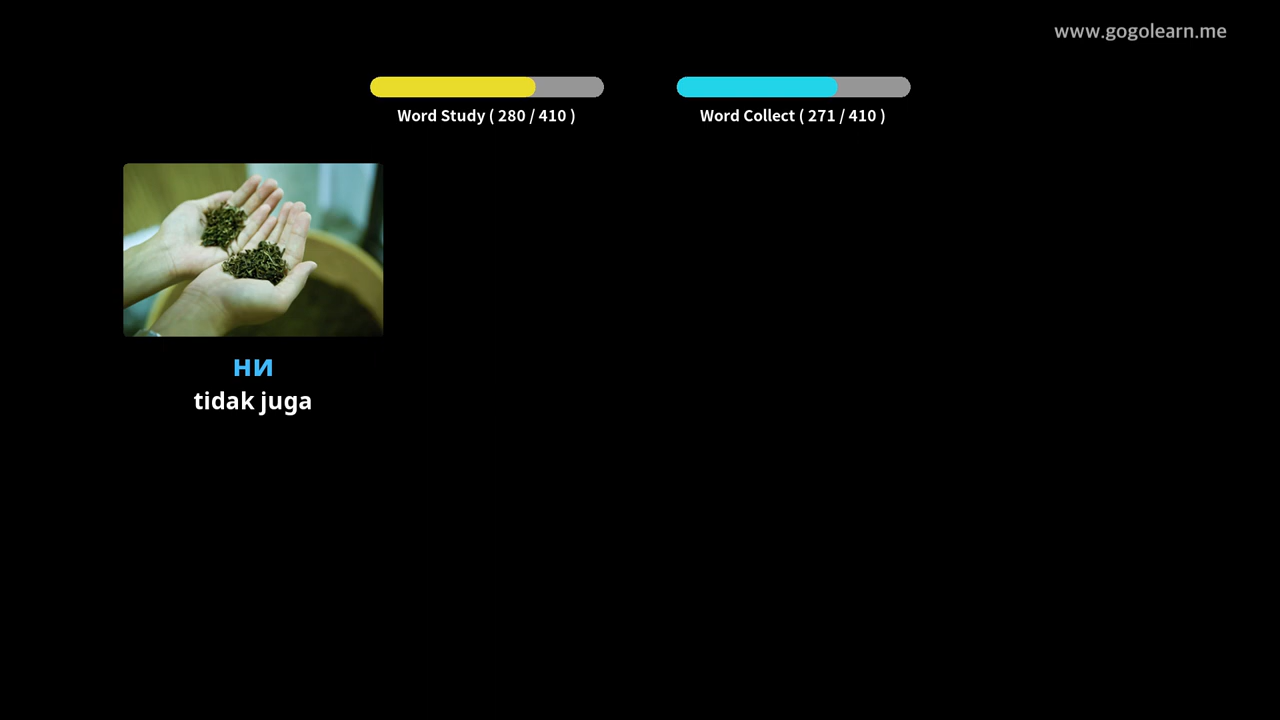 www.gogolearn.me
Word Study ( 280 / 410 )
Word Collect ( 271 / 410 )
ни
tidak juga